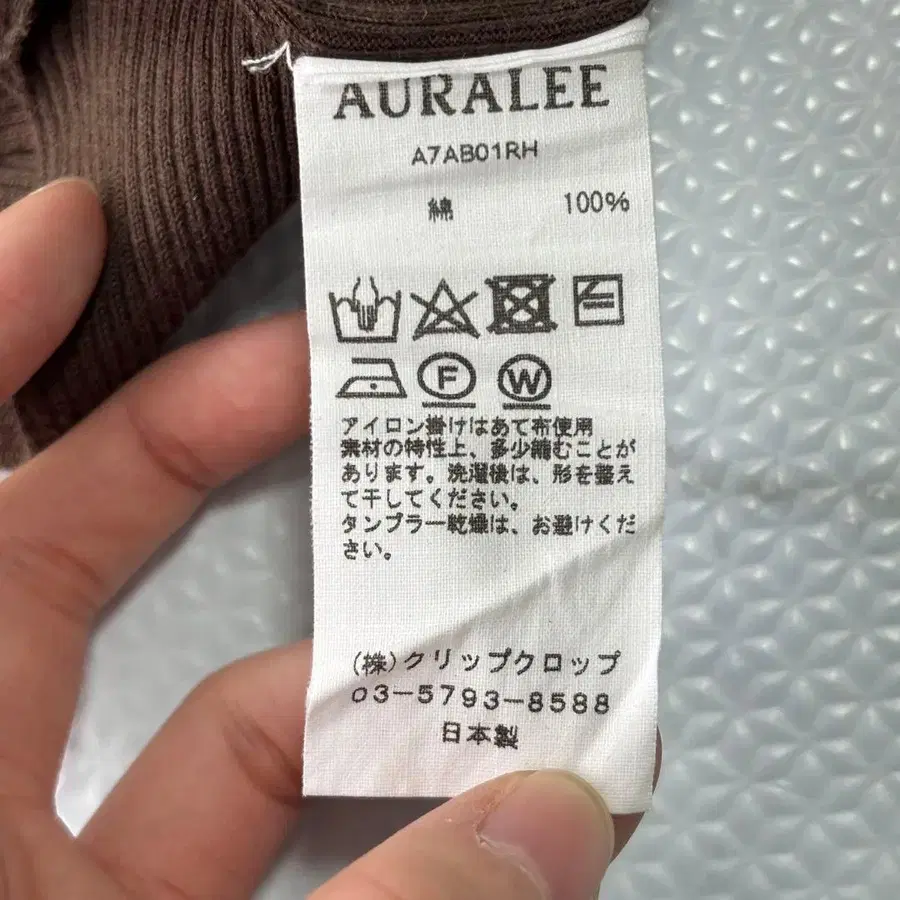 AURALEE
A7AB01RH
綿 100%
F W
アイロン掛けはあて布使用
素材の特性上、多少縮むことが
あります。洗濯後は、形を整え
て干してください。
タンブラー乾燥は、お避けくだ
さい。
(株)クリップクロップ
03-5793-8588
日本製